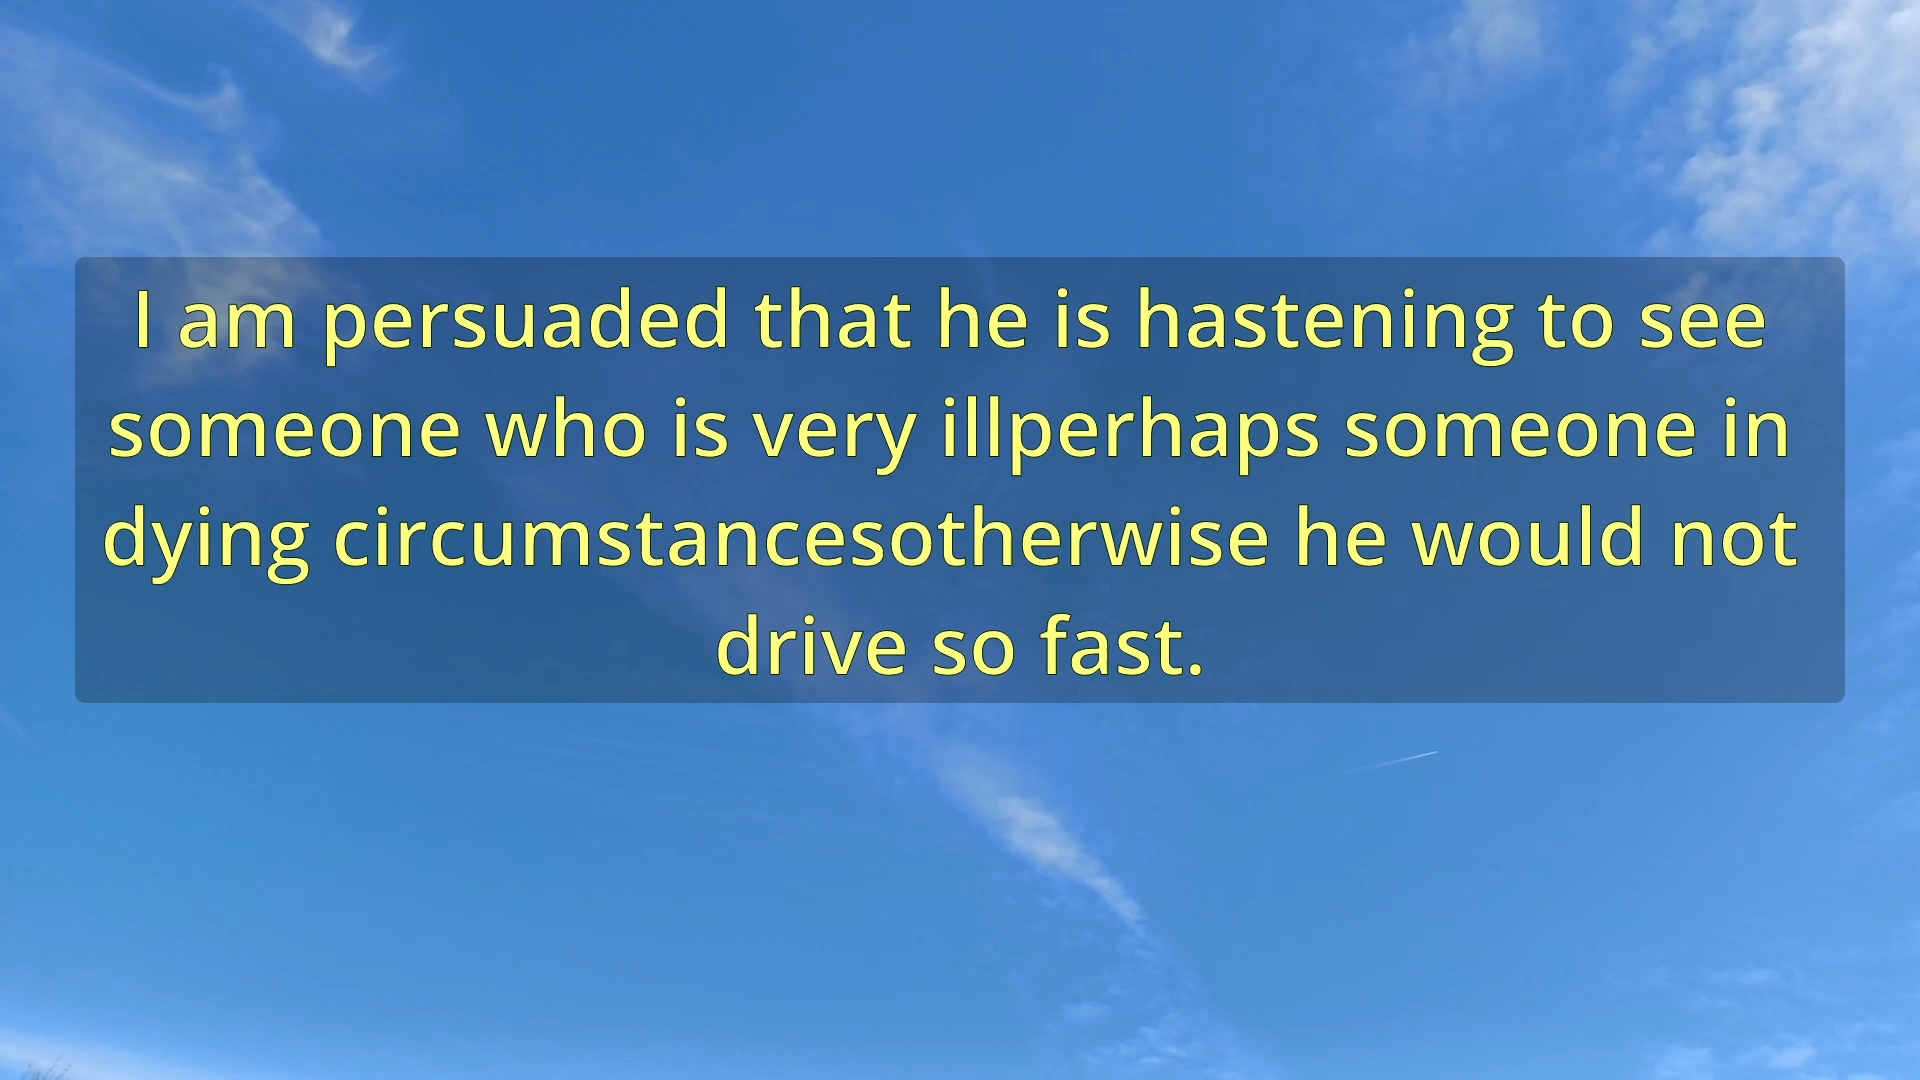 I am persuaded that he is hastening to see
someone who is very illperhaps someone in
dying circumstancesotherwise he would not
drive so fast.